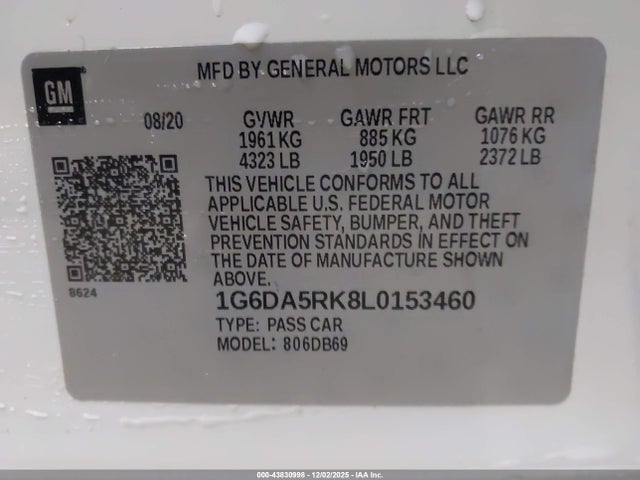 GM
MFD BY GENERAL MOTORS LLC
08/20 GVWR GAWR FRT GAWR RR
1961 KG 885 KG 1076 KG
4323 LB 1950 LB 2372 LB
THIS VEHICLE CONFORMS TO ALL
APPLICABLE U.S. FEDERAL MOTOR
VEHICLE SAFETY, BUMPER, AND THEFT
PREVENTION STANDARDS IN EFFECT ON
THE DATE OF MANUFACTURE SHOWN
ABOVE.
8624
1G6DA5RK8L0153460
TYPE: PASS CAR
MODEL: 806DB69
000-43830998 - 12/02/2025 - IAA Inc.